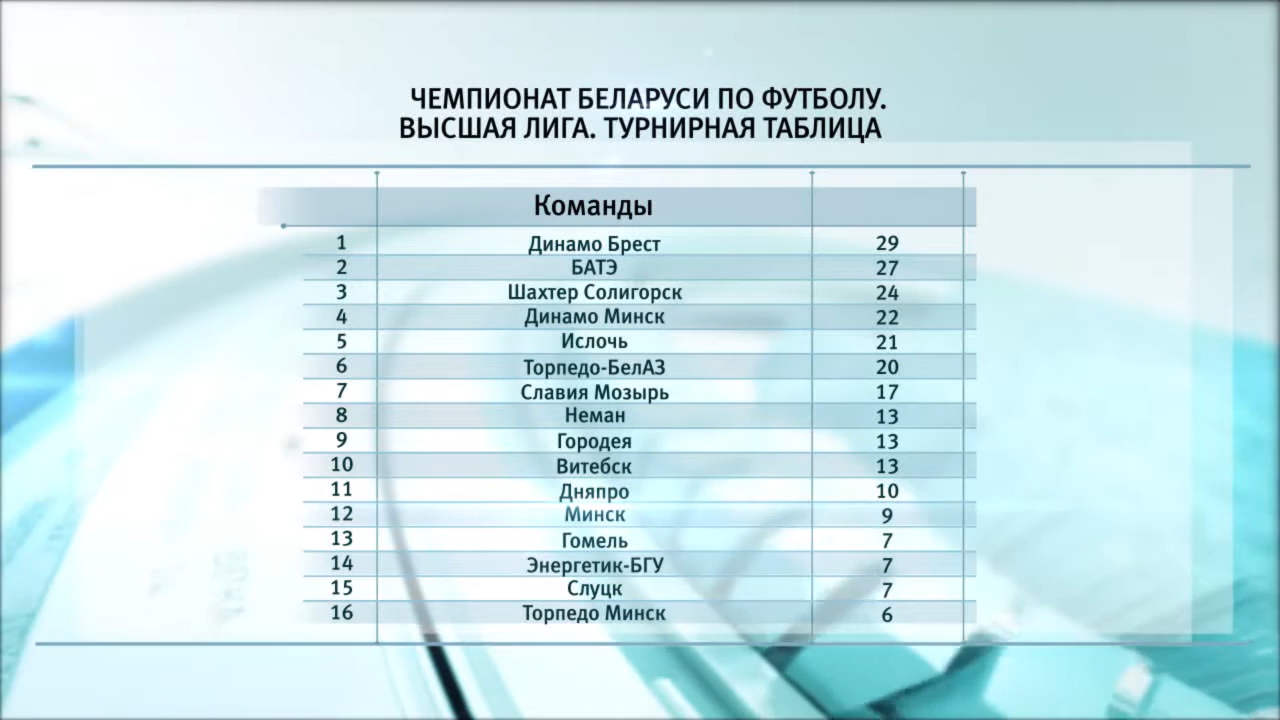 ЧЕМПИОНАТ БЕЛАРУСИ ПО ФУТБОЛУ.
ВЫСШАЯ ЛИГА. ТУРНИРНАЯ ТАБЛИЦА
Команды
1 Динамо Брест 29
2 БАТЭ 27
3 Шахтер Солигорск 24
4 Динамо Минск 22
5 Ислочь 21
6 Торпедо-БелАЗ 20
7 Славия Мозырь 17
8 Неман 13
9 Городея 13
10 Витебск 13
11 Дняпро 10
12 Минск 9
13 Гомель 7
14 Энергетик-БГУ 7
15 Слуцк 7
16 Торпедо Минск 6